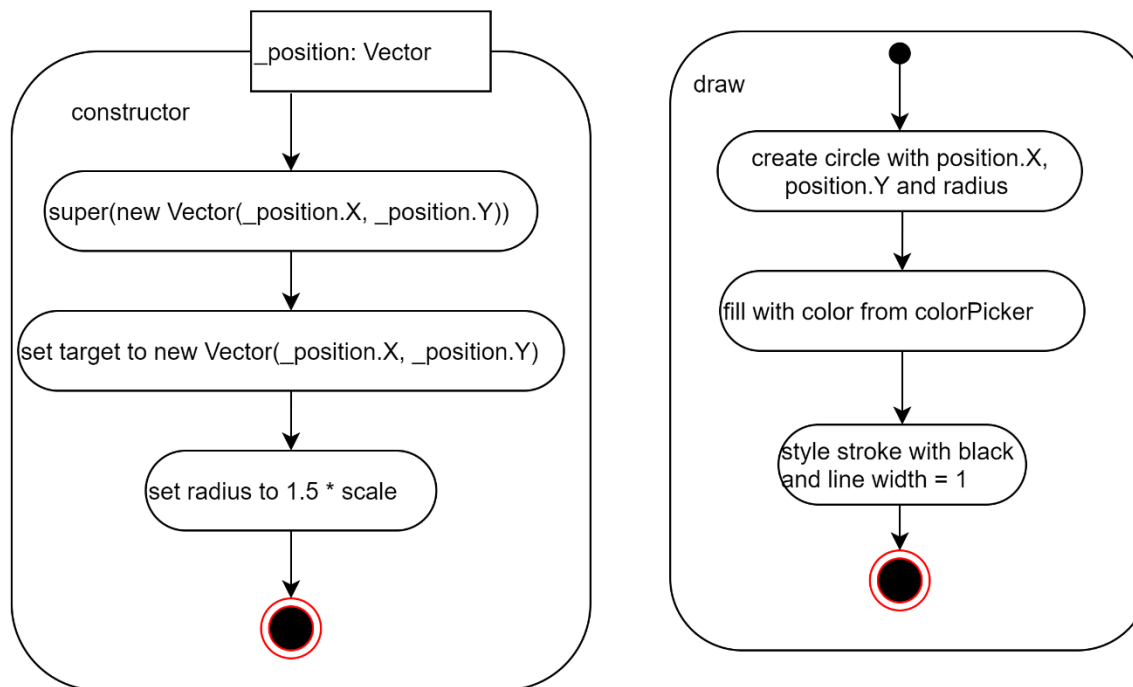 _position: Vector
constructor
super(new Vector(_position.X, _position.Y))
set target to new Vector(_position.X, _position.Y)
set radius to 1.5 * scale
draw
create circle with position.X,
position.Y and radius
fill with color from colorPicker
style stroke with black
and line width = 1